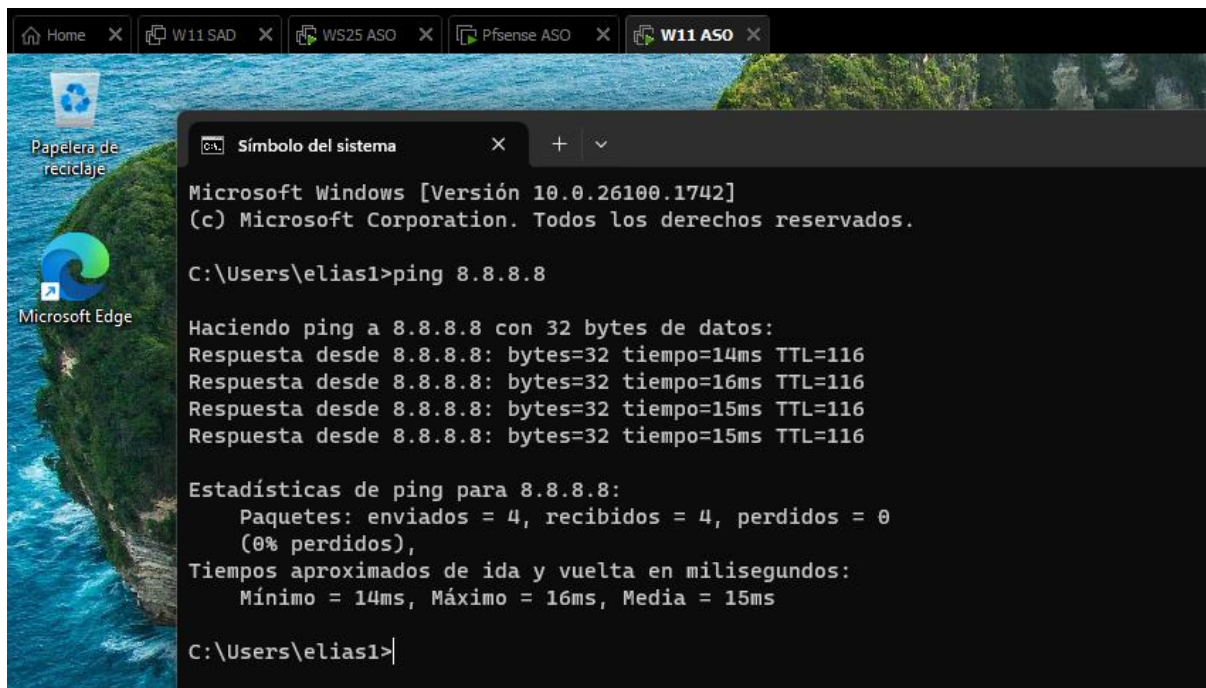 Home
W11 SAD
WS25 ASO
Pfsense ASO
W11 ASO
Papelera de
reciclaje
Microsoft Edge
Símbolo del sistema
Microsoft Windows [Versión 10.0.26100.1742]
(c) Microsoft Corporation. Todos los derechos reservados.
C:\Users\elias1>ping 8.8.8.8
Haciendo ping a 8.8.8.8 con 32 bytes de datos:
Respuesta desde 8.8.8.8: bytes=32 tiempo=14ms TTL=116
Respuesta desde 8.8.8.8: bytes=32 tiempo=16ms TTL=116
Respuesta desde 8.8.8.8: bytes=32 tiempo=15ms TTL=116
Respuesta desde 8.8.8.8: bytes=32 tiempo=15ms TTL=116
Estadísticas de ping para 8.8.8.8:
Paquetes: enviados = 4, recibidos = 4, perdidos = 0
(0% perdidos),
Tiempos aproximados de ida y vuelta en milisegundos:
Mínimo = 14ms, Máximo = 16ms, Media = 15ms
C:\Users\elias1>